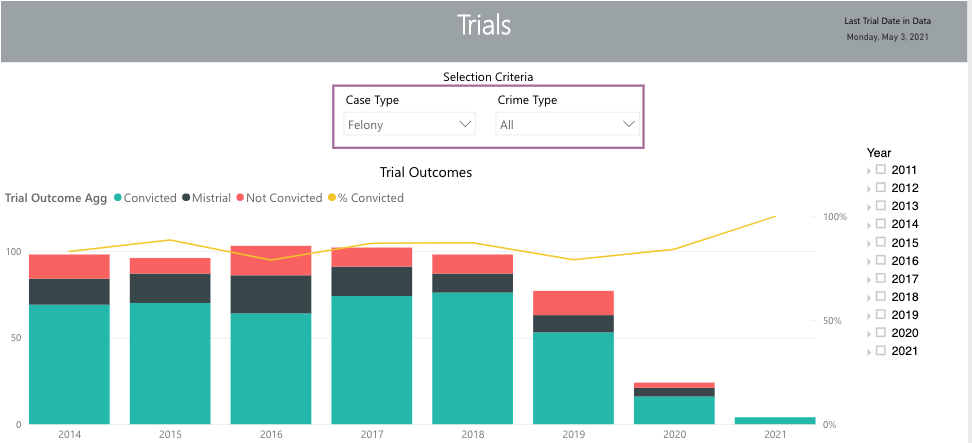 Trials
Last Trial Date in Data
Monday, May 3, 2021
Selection Criteria
Case Type
Crime Type
Felony
All
Trial Outcomes
Trial Outcome Agg Convicted Mistrial Not Convicted % Convicted
100
50
0
100%
50%
0%
2014 2015 2016 2017 2018 2019 2020 2021
Year
2011
2012
2013
2014
2015
2016
2017
2018
2019
2020
2021